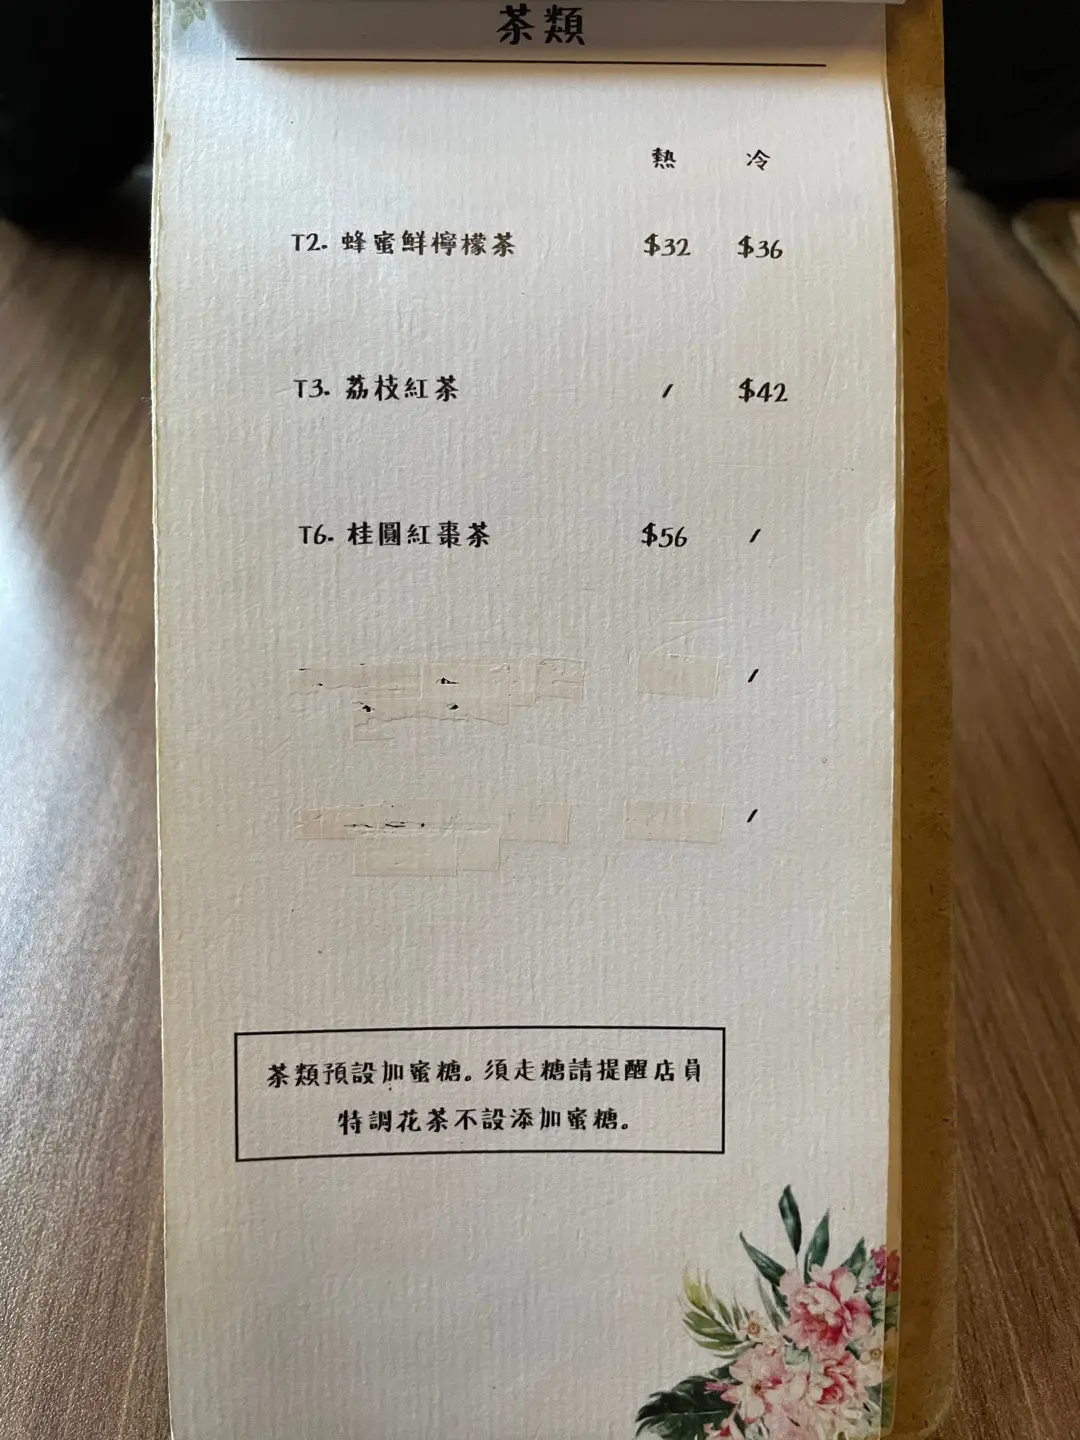 茶類
熱 冷
T2. 蜂蜜鮮檸檬茶 $32 $36
T3. 荔枝紅茶 / $42
T6. 桂圓紅棗茶 $56 /
/
/
茶類預設加蜜糖。須走糖請提醒店員
特調花茶不設添加蜜糖。